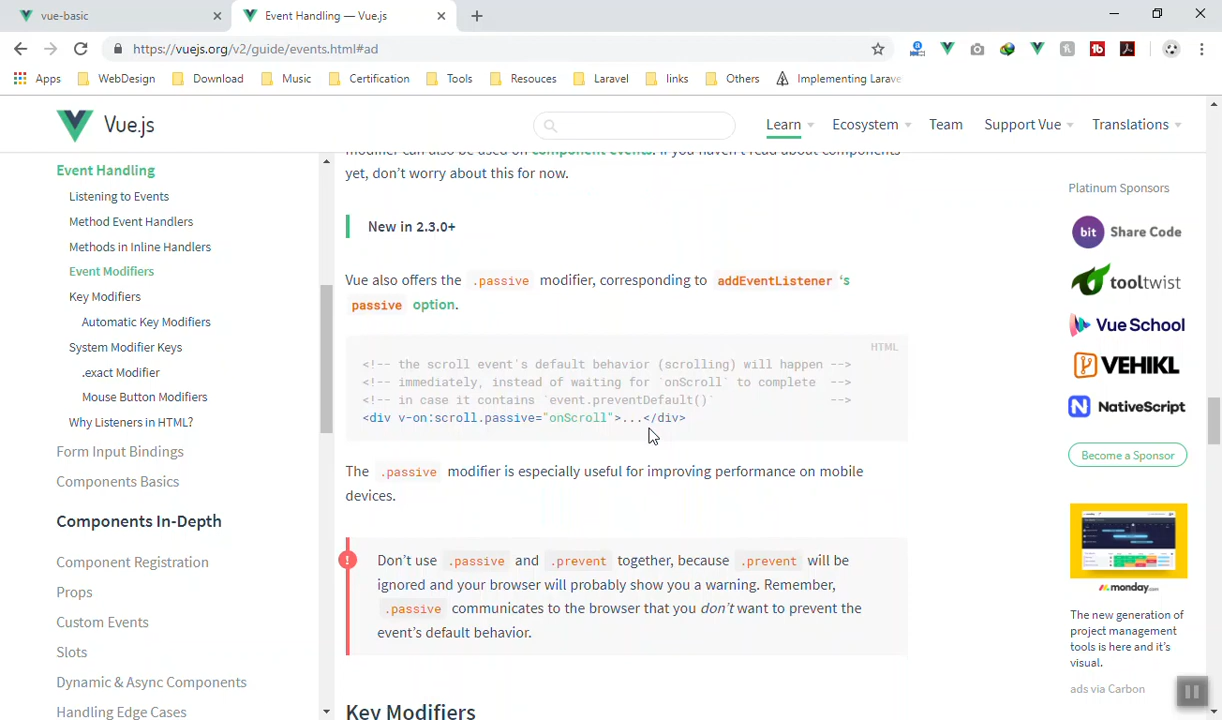 vue-basic
Event Handling — Vue.js
https://vuejs.org/v2/guide/events.html#ad
Apps WebDesign Download Music Certification Tools Resouces Laravel links Others Implementing Larave
Vue.js
Learn Ecosystem Team Support Vue Translations
Event Handling
Listening to Events
Method Event Handlers
Methods in Inline Handlers
Event Modifiers
Key Modifiers
Automatic Key Modifiers
System Modifier Keys
.exact Modifier
Mouse Button Modifiers
Why Listeners in HTML?
Form Input Bindings
Components Basics
Components In-Depth
Component Registration
Props
Custom Events
Slots
Dynamic & Async Components
Handling Edge Cases
modifier can also be used on component events. If you haven't read about components
yet, don't worry about this for now.
New in 2.3.0+
Vue also offers the .passive modifier, corresponding to addEventListener 's
passive option.
HTML
<!-- the scroll event's default behavior (scrolling) will happen -->
<!-- immediately, instead of waiting for `onScroll` to complete -->
<!-- in case it contains `event.preventDefault()` -->
<div v-on:scroll.passive="onScroll">...</div>
The .passive modifier is especially useful for improving performance on mobile
devices.
!
Don't use .passive and .prevent together, because .prevent will be
ignored and your browser will probably show you a warning. Remember,
.passive communicates to the browser that you don't want to prevent the
event's default behavior.
Key Modifiers
Platinum Sponsors
bit Share Code
tooltwist
Vue School
VEHIKL
NativeScript
Become a Sponsor
monday.com
The new generation of
project management
tools is here and it's
visual.
ads via Carbon